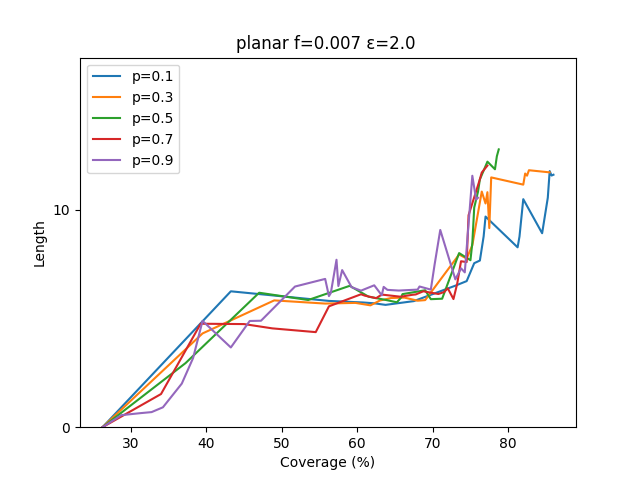 planar f=0.007 ε=2.0
p=0.1
p=0.3
p=0.5
p=0.7
p=0.9
Length
10
0
30 40 50 60 70 80
Coverage (%)